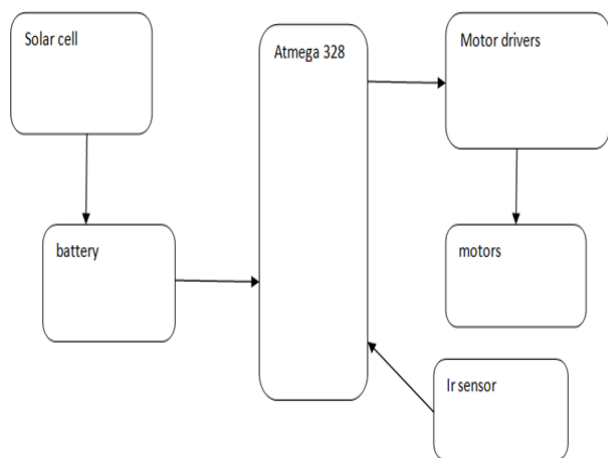 Solar cell
Atmega 328
Motor drivers
battery
motors
Ir sensor